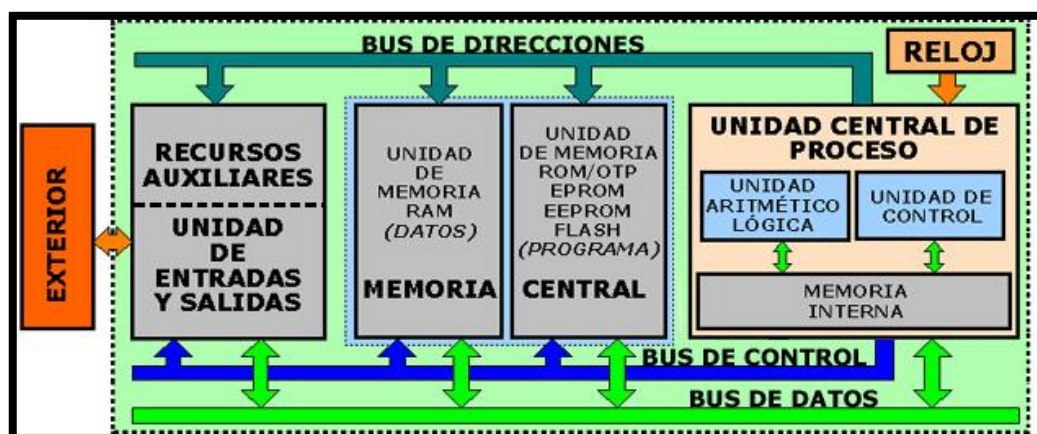 BUS DE DIRECCIONES
RELOJ
EXTERIOR
RECURSOS
AUXILIARES
UNIDAD
DE
ENTRADAS
Y SALIDAS
UNIDAD
DE
MEMORIA
RAM
(DATOS)
MEMORIA
UNIDAD
DE MEMORIA
ROM/OTP
EPROM
EEPROM
FLASH
(PROGRAMA)
CENTRAL
UNIDAD CENTRAL DE
PROCESO
UNIDAD
ARITMÉTICO
LÓGICA
UNIDAD DE
CONTROL
MEMORIA
INTERNA
BUS DE CONTROL
BUS DE DATOS